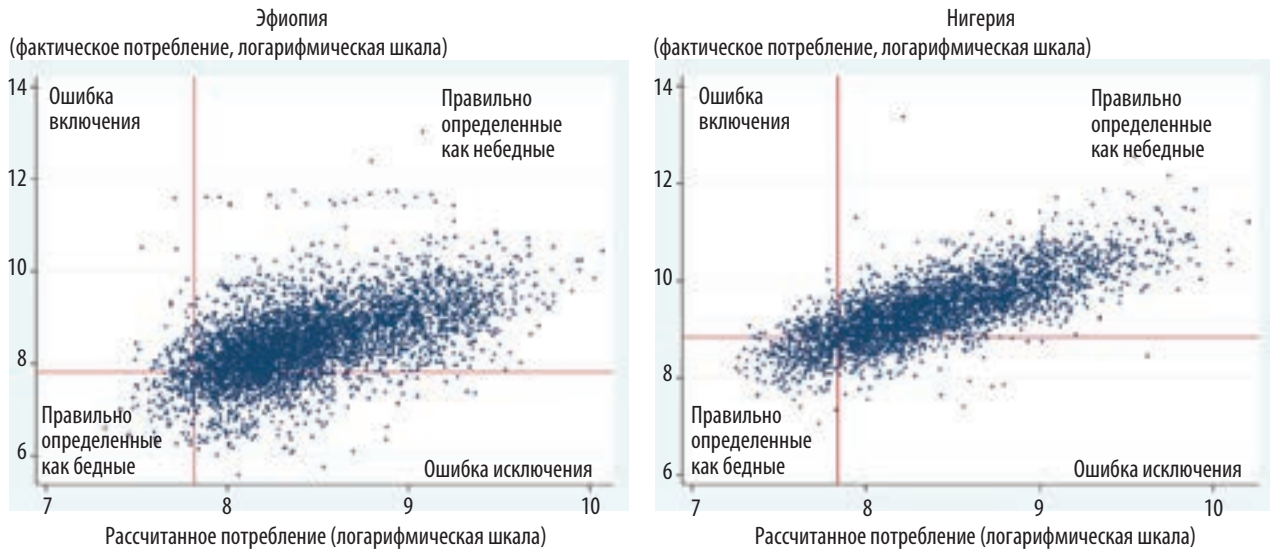 Эфиопия
(фактическое потребление, логарифмическая шкала)
14
12
10
8
6
Ошибка
включения
Правильно
определенные
как небедные
Правильно
определенные
как бедные
Ошибка исключения
7
8
9
10
Рассчитанное потребление (логарифмическая шкала)
Нигерия
(фактическое потребление, логарифмическая шкала)
14
12
10
8
6
Ошибка
включения
Правильно
определенные
как небедные
Правильно
определенные
как бедные
Ошибка исключения
7
8
9
10
Рассчитанное потребление (логарифмическая шкала)